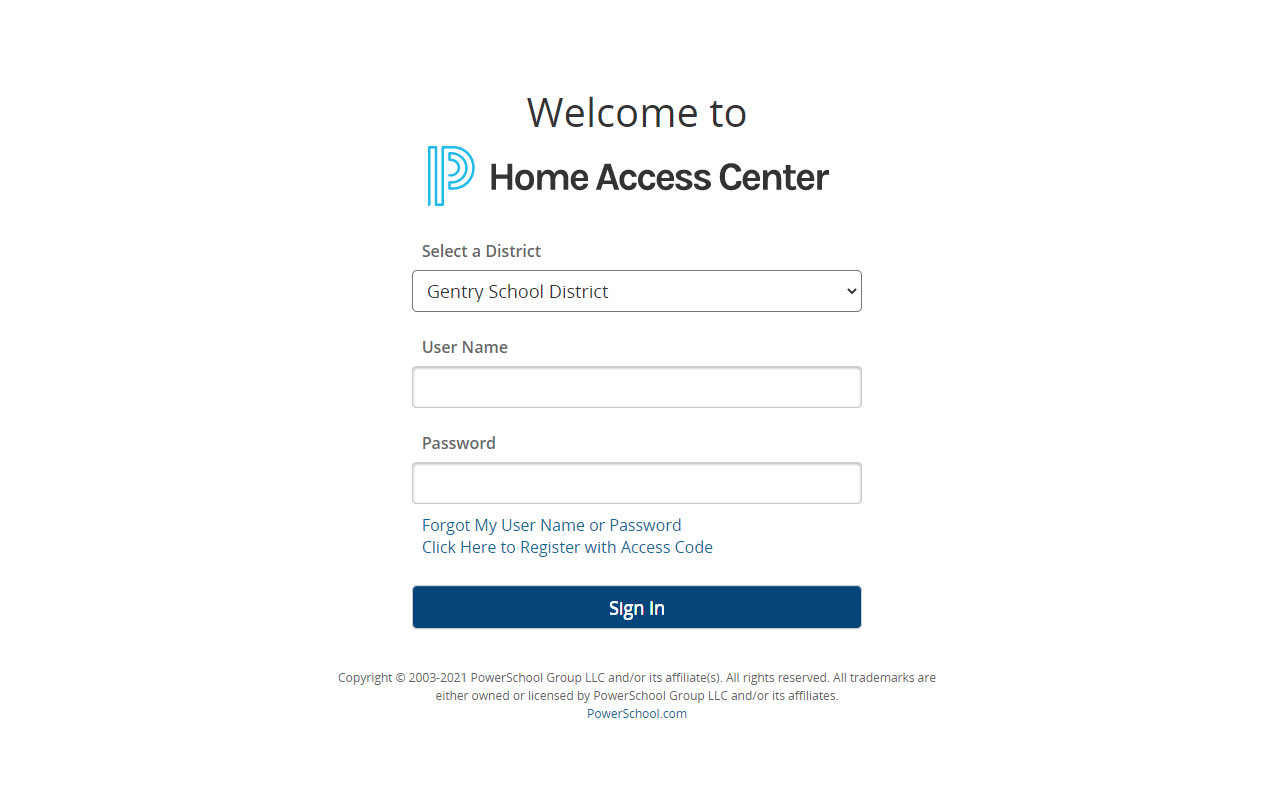 Welcome to
Home Access Center
Select a District
Gentry School District
User Name
Password
Forgot My User Name or Password
Click Here to Register with Access Code
Sign In
Copyright © 2003-2021 PowerSchool Group LLC and/or its affiliate(s). All rights reserved. All trademarks are
either owned or licensed by PowerSchool Group LLC and/or its affiliates.
PowerSchool.com